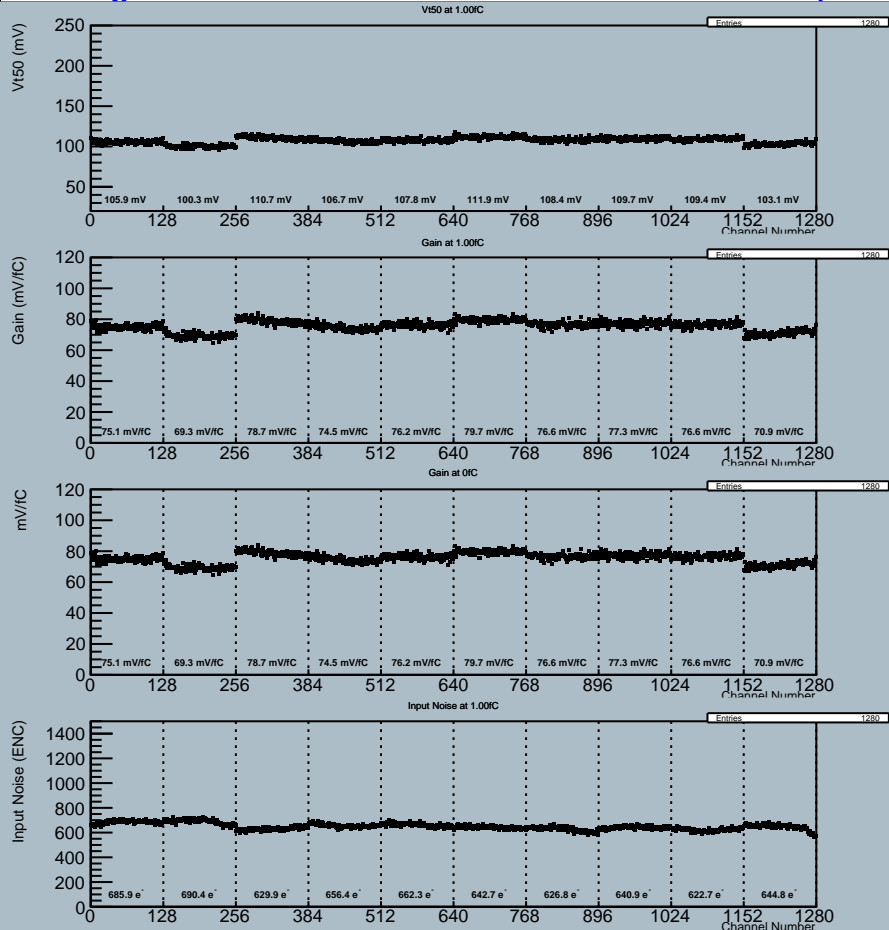 Vt50 at 1.00fC
Entries 1280
Vt50 (mV)
250
200
150
100
50
105.9 mV 100.3 mV 110.7 mV 106.7 mV 107.8 mV 111.9 mV 108.4 mV 109.7 mV 109.4 mV 103.1 mV
0 128 256 384 512 640 768 896 1024 1152 1280
Channel Number
Gain at 1.00fC
Entries 1280
Gain (mV/fC)
120
100
80
60
40
20
0
75.1 mV/fC 69.3 mV/fC 78.7 mV/fC 74.5 mV/fC 76.2 mV/fC 79.7 mV/fC 76.6 mV/fC 77.3 mV/fC 76.6 mV/fC 70.9 mV/fC
0 128 256 384 512 640 768 896 1024 1152 1280
Channel Number
Gain at 0fC
Entries 1280
mV/fC
120
100
80
60
40
20
0
75.1 mV/fC 69.3 mV/fC 78.7 mV/fC 74.5 mV/fC 76.2 mV/fC 79.7 mV/fC 76.6 mV/fC 77.3 mV/fC 76.6 mV/fC 70.9 mV/fC
0 128 256 384 512 640 768 896 1024 1152 1280
Channel Number
Input Noise at 1.00fC
Entries 1280
Input Noise (ENC)
1400
1200
1000
800
600
400
200
0
685.9 e⁻ 690.4 e⁻ 629.9 e⁻ 656.4 e⁻ 662.3 e⁻ 642.7 e⁻ 626.8 e⁻ 640.9 e⁻ 622.7 e⁻ 644.8 e⁻
0 128 256 384 512 640 768 896 1024 1152 1280
Channel Number